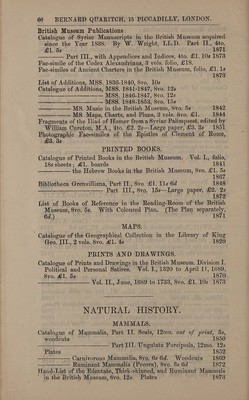 66 BERNARD QUARITCH, 15 PICCADILLY, LONDON.
British Museum Publications
Catalogue of Syriac Manuscripts in the British Museum acquired
since the Year 1838. By W. Wright, LL.D. Part II., 4to.
£1. 5s 1871
——— Part III., with Appendices and Indices, 4to. £1. 10s 1873
Fac-simile of the Codex Alexandrinus, 3 vols. folio, £18.
Fac-similes of Ancient Charters in the British Museum, folio, £1. 1s
1873
List of Additions, MSS. 1836-1840, 8vo. 10s
Catalogue of Additions, MSS. 1841-1847, 8vo. 12s
——— MSS. 1846-1847, 8vo. 12s
——— MSS. 1848-1853, 8vo. 15s
——— MS. Music in the British Museum, 8vo. 5s 1842
——— MS. Maps, Charts, and Plans, 2 vols. 8vo. £1. 1844
Fragments of the Iliad of Homer from a Syriac Palimpsest, edited by
William Cureton, M.A., 4to. £2. 2s—Large paper, £3. 3s 1851
Photographic Facsimiles of the Epistles of Clement of Rome,
£3. 3s
PRINTED BOOKS.
Catalogue of Printed Books in the British Museum. Vol. I., folio,
18s sheets; £1. boards 1841
——— the Hebrew Books in the British Museum, 8vo. £1. 5s
1867
Bibliotheca Grenvilliana, Part II., 8vo. £1. 11s 6d 1848
——— Part III., 8vo. 15s—Large paper, £2. 2s
1872
List of Books of Reference in the Reading-Room of the British
Museum, 8vo. 5s. With Coloured Plan. (The Plan separately,
6d.) 1871
MAPS.
Catalogue of the Geographical Collection in the Library of King
Geo. III., 2 vols. 8vo. £1. 4s 1829
PRINTS AND DRAWINGS.
Catalogue of Prints and Drawings in the British Museum. Division I.
Political and Personal Satires. Vol. I., 1320 to April 11, 1689,
8vo. £1. 5s 1870
——— Vol. II., June, 1689 to 1733, 8vo. £1. 10s 1873
NATURAL HISTORY.
MAMMALS.
Catalogue of Mammalia, Part II. Seals, 12mo. out of print, 5s,
woodcuts 1850
——— Part III. Ungulata Furcipeda, 12mo. 12s
Plates 1852
——— Carnivorous Mammalia, 8vo. 6s 6d. Woodcuts 1869
——— Ruminant Mammalia (Pecora), 8vo. 3s 6d 1872
Hand-List of the Edentate, Thick-skinned, and Ruminant Mammals
in the British Museum, 8vo. 12s. Plates 1873